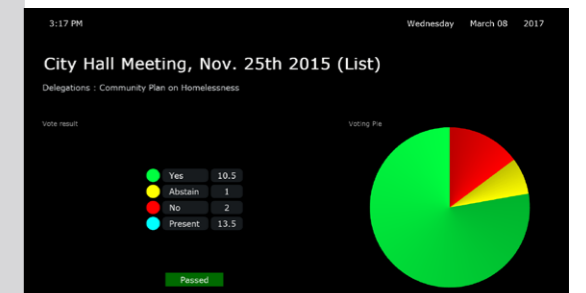 3:17 PM Wednesday March 08 2017
City Hall Meeting, Nov. 25th 2015 (List)
Delegations : Community Plan on Homelessness
Vote result Voting Pie
Yes 10.5
Abstain 1
No 2
Present 13.5
Passed